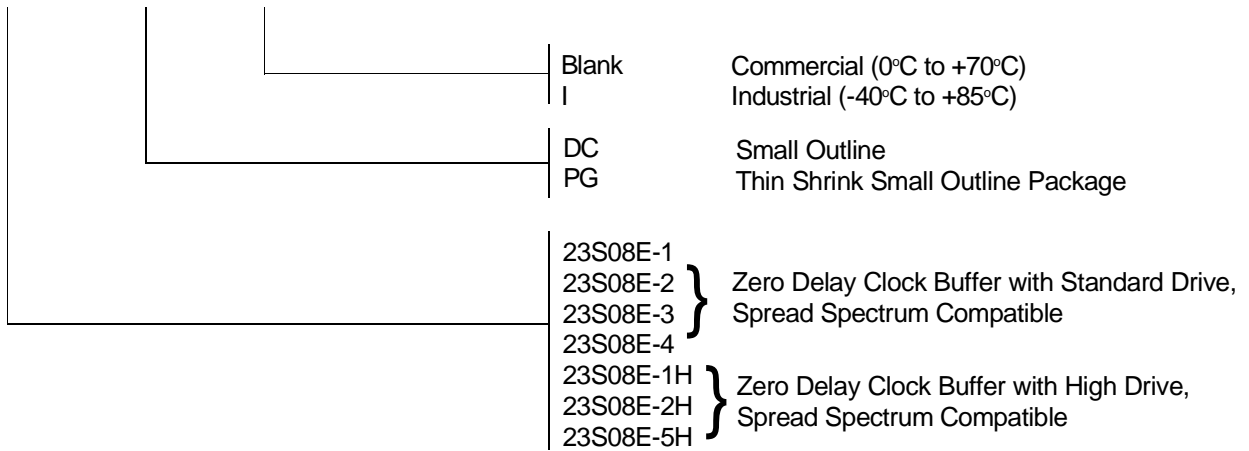 Blank Commercial (0°C to +70°C)
I Industrial (-40°C to +85°C)
DC Small Outline
PG Thin Shrink Small Outline Package
23S08E-1
23S08E-2 Zero Delay Clock Buffer with Standard Drive,
23S08E-3 Spread Spectrum Compatible
23S08E-4
23S08E-1H Zero Delay Clock Buffer with High Drive,
23S08E-2H Spread Spectrum Compatible
23S08E-5H